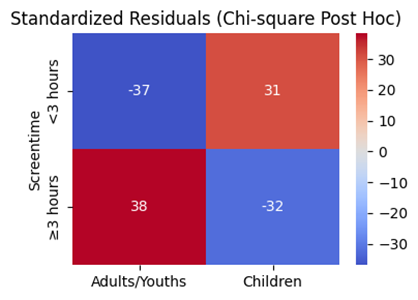 Standardized Residuals (Chi-square Post Hoc)
Screentime
<3 hours
≥3 hours
-37
31
38
-32
Adults/Youths
Children
30
20
10
0
−10
−20
−30